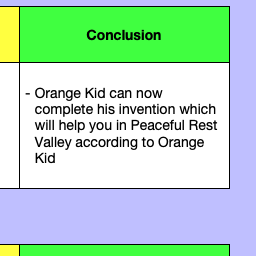 Conclusion
- Orange Kid can now
complete his invention which
will help you in Peaceful Rest
Valley according to Orange
Kid